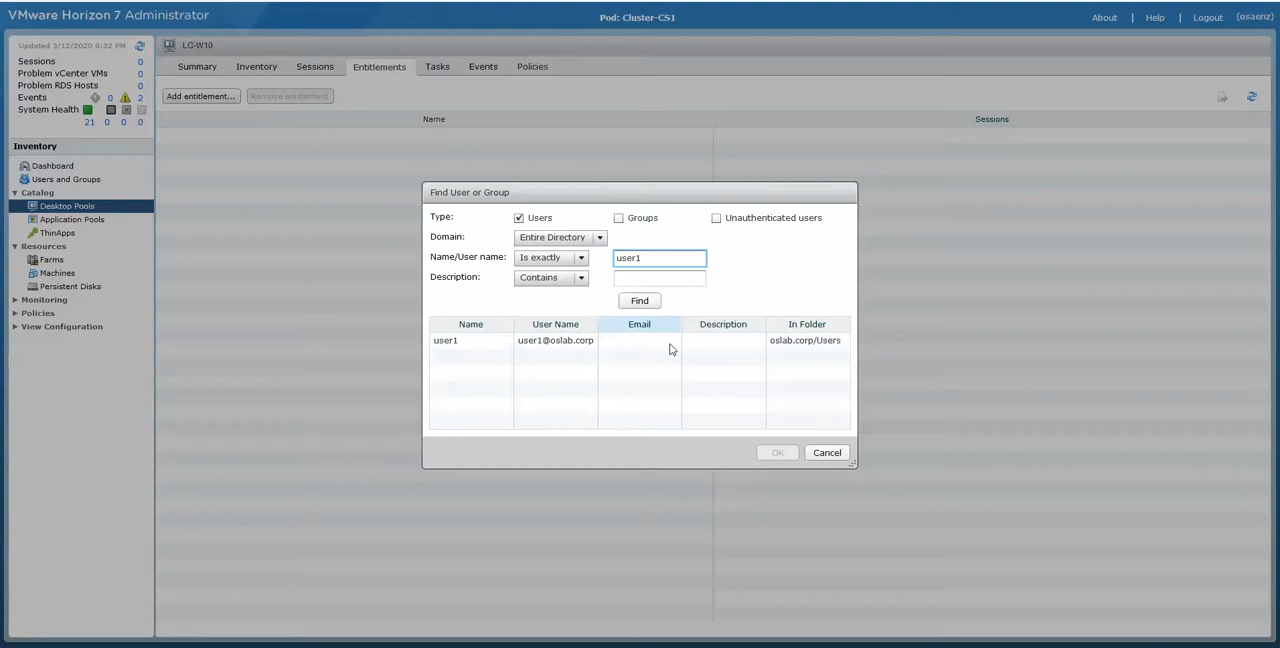 VMware Horizon 7 Administrator
Pod: Cluster-CS1
About | Help | Logout (osaenz)
Updated 3/12/2020 8:32 PM
Sessions 0
Problem vCenter VMs 0
Problem RDS Hosts 0
Events 0 2
System Health
21 0 0 0
Inventory
Dashboard
Users and Groups
Catalog
Desktop Pools
Application Pools
ThinApps
Resources
Farms
Machines
Persistent Disks
Monitoring
Policies
View Configuration
LC-W10
Summary Inventory Sessions Entitlements Tasks Events Policies
Add entitlement... Remove entitlement
Name Sessions
Find User or Group
Type: Users Groups Unauthenticated users
Domain: Entire Directory
Name/User name: Is exactly user1
Description: Contains
Find
Name User Name Email Description In Folder
user1 user1@oslab.corp oslab.corp/Users
OK Cancel